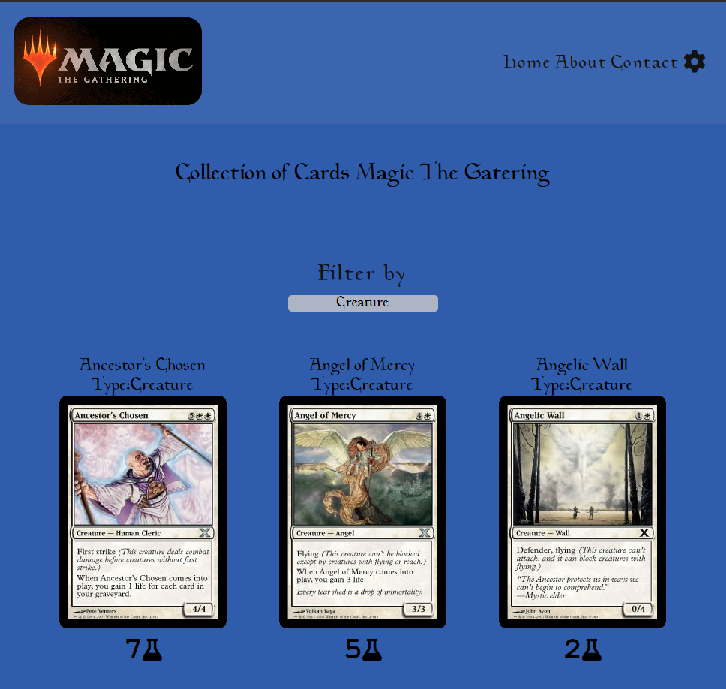 MAGIC
THE GATHERING
Home About Contact
Collection of Cards Magic The Gatering
Filter by
Creature
Ancestor's Chosen
Type:Creature
Ancestor's Chosen 5
Creature — Human Cleric
First strike (This creature deals combat
damage before creatures without first
strike.)
When Ancestor's Chosen comes into
play, you gain 1 life for each card in
your graveyard.
4/4
7
Angel of Mercy
Type:Creature
Angel of Mercy 4
Creature — Angel
Flying (This creature can't be blocked
except by creatures with flying or reach.)
When Angel of Mercy comes into
play, you gain 3 life.
Every tear shed is a drop of immortality.
3/3
5
Angelic Wall
Type:Creature
Angelic Wall 1
Creature — Wall
Defender, flying (This creature can't
attack, and it can block creatures with
flying.)
"The Ancestor protects us in ways we
can't begin to comprehend."
—Mystic elder
0/4
2